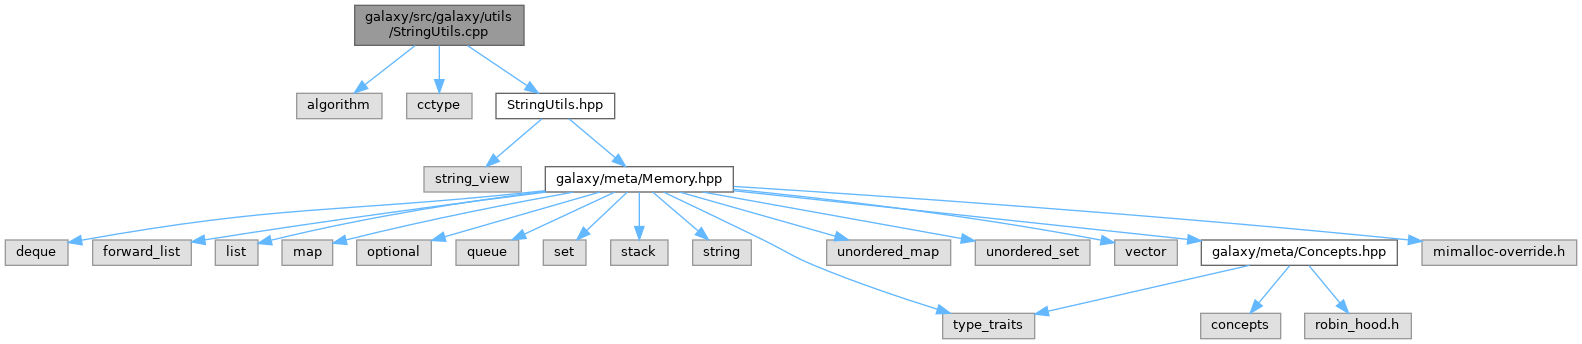 galaxy/src/galaxy/utils
/StringUtils.cpp
algorithm
cctype
StringUtils.hpp
string_view
galaxy/meta/Memory.hpp
deque
forward_list
list
map
optional
queue
set
stack
string
unordered_map
unordered_set
vector
galaxy/meta/Concepts.hpp
mimalloc-override.h
type_traits
concepts
robin_hood.h